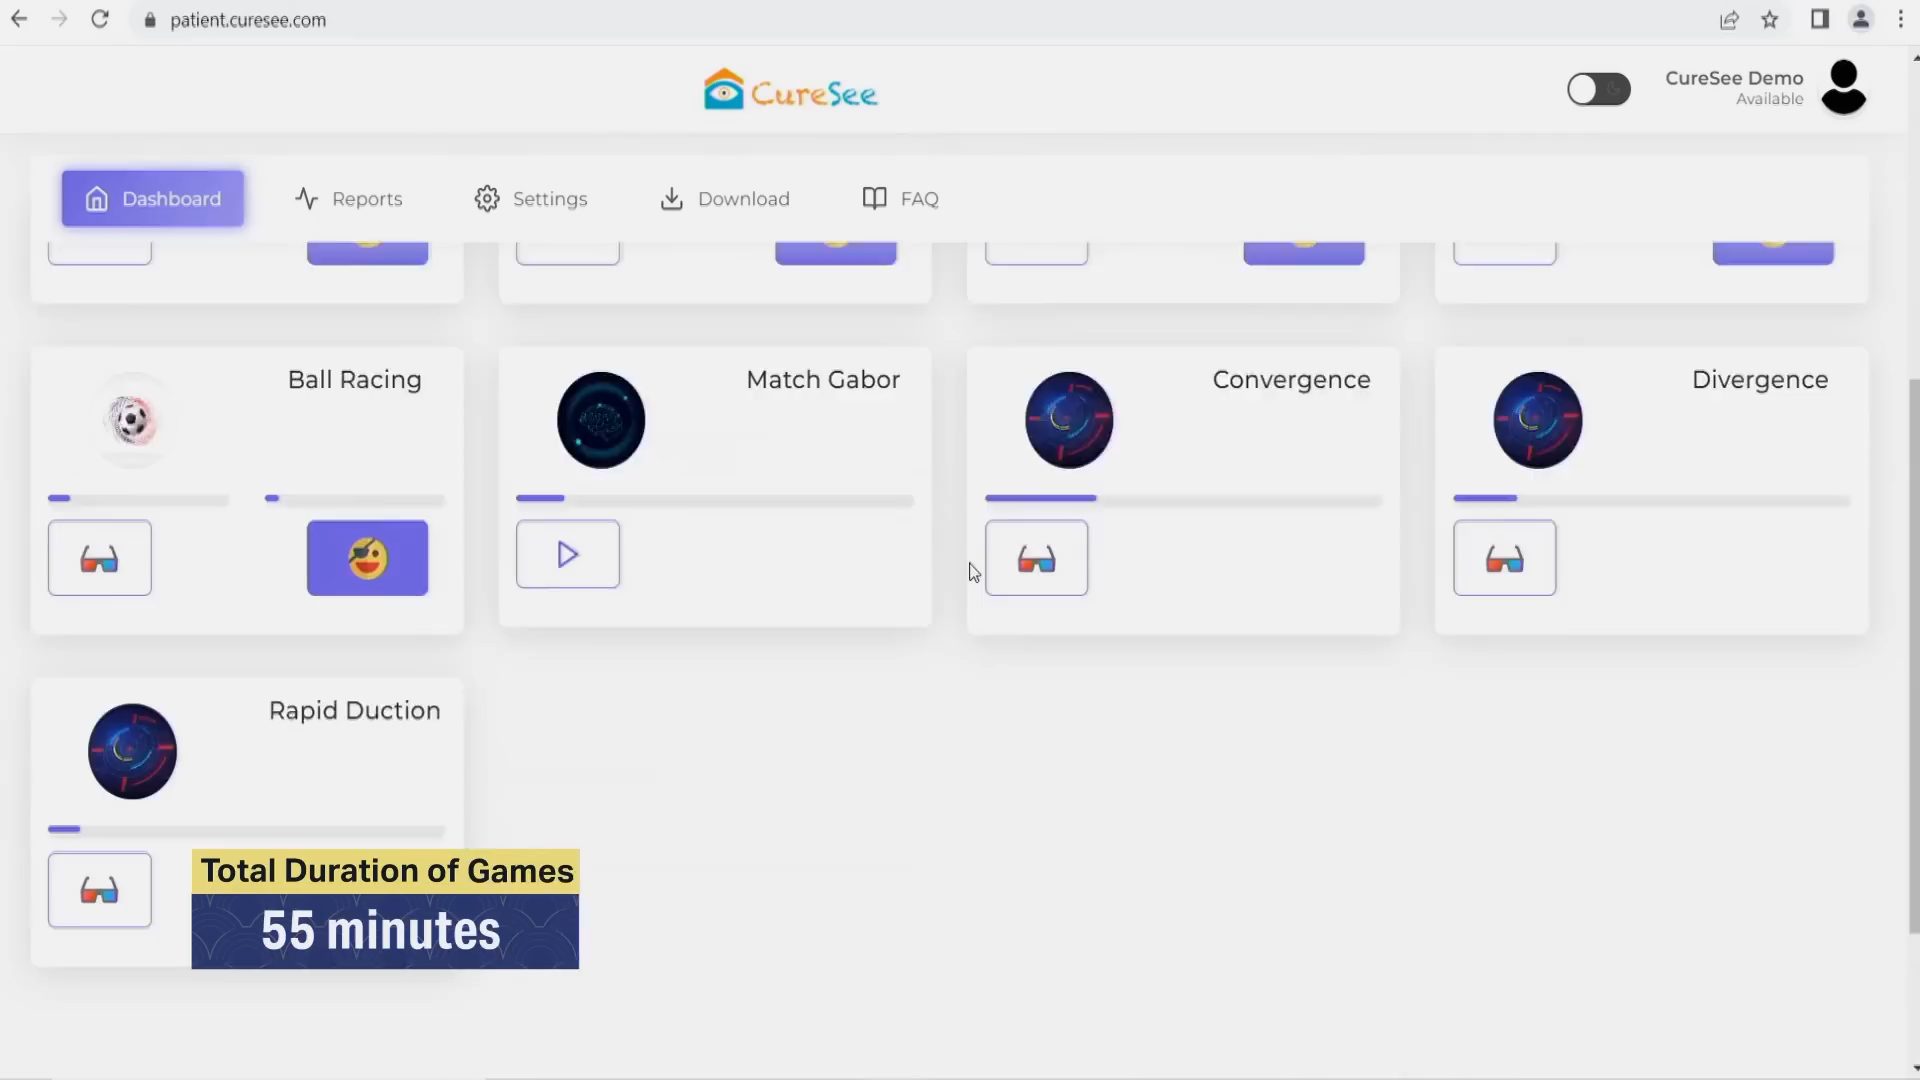 patient.curesee.com
CureSee
CureSee Demo
Available
Dashboard
Reports
Settings
Download
FAQ
Ball Racing
Match Gabor
Convergence
Divergence
Rapid Duction
Total Duration of Games
55 minutes